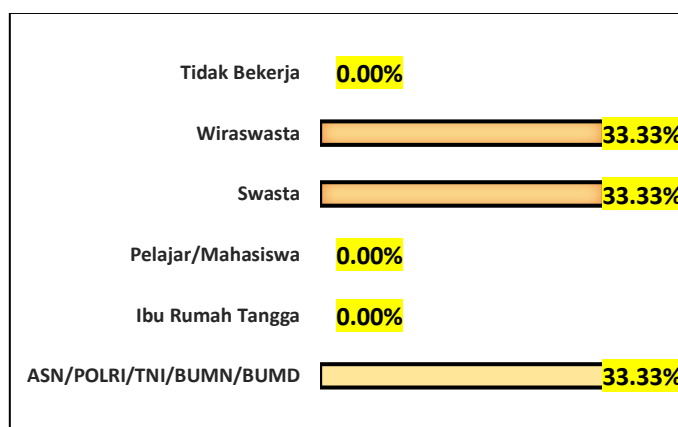 Tidak Bekerja 0.00%
Wiraswasta 33.33%
Swasta 33.33%
Pelajar/Mahasiswa 0.00%
Ibu Rumah Tangga 0.00%
ASN/POLRI/TNI/BUMN/BUMD 33.33%